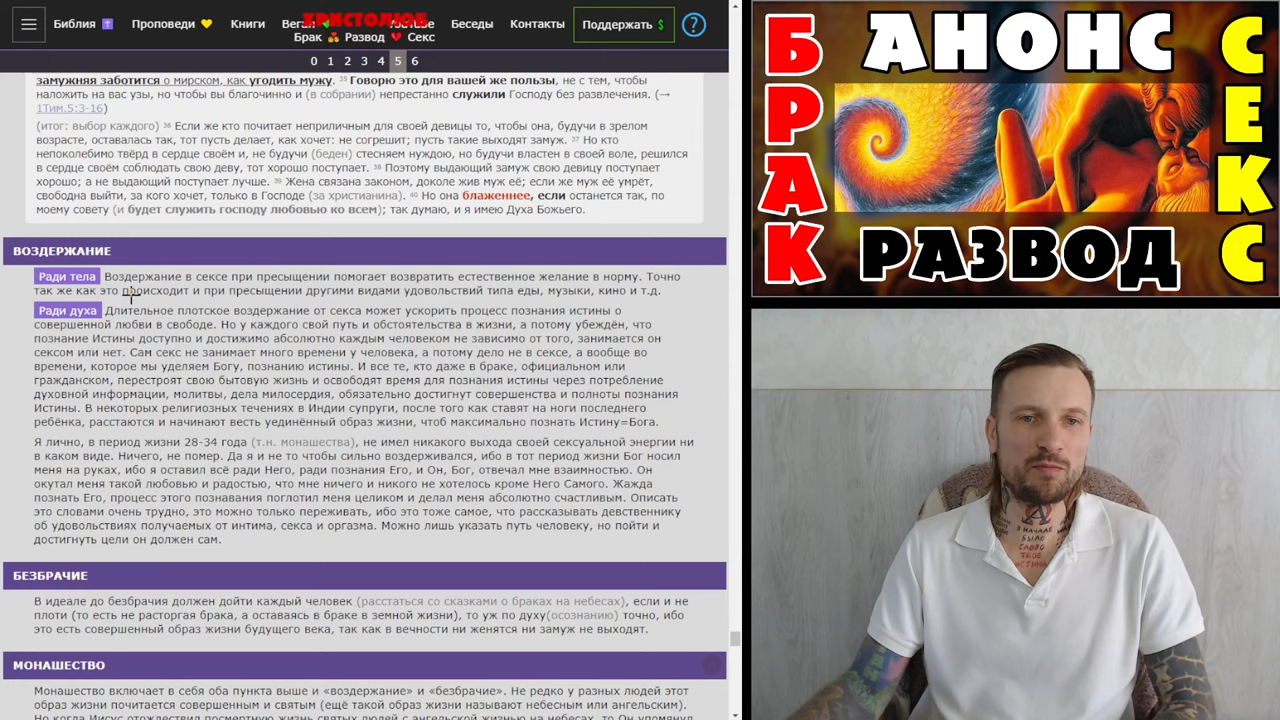 Библия
Проповеди
Книги
Беседы
Контакты
Поддержать $
?
ХРИСТОЛЮБ
Брак Развод Секс
0 1 2 3 4 5 6
замужняя заботится о мирском, как угодить мужу. 35 Говорю это для вашей же пользы, не с тем, чтобы
наложить на вас узы, но чтобы вы благочинно и (в собрании) непрестанно служили Господу без развлечения. (→
1Тим.5:3-16)
(итог: выбор каждого) 36 Если же кто почитает неприличным для своей девицы то, чтобы она, будучи в зрелом
возрасте, оставалась так, тот пусть делает, как хочет: не согрешит; пусть такие выходят замуж. 37 Но кто
непоколебимо твёрд в сердце своём и, не будучи (беден) стесняем нуждою, но будучи властен в своей воле, решился
в сердце своём соблюдать свою деву, тот хорошо поступает. 38 Поэтому выдающий замуж свою девицу поступает
хорошо; а не выдающий поступает лучше. 39 Жена связана законом, доколе жив муж её; если же муж её умрёт,
свободна выйти, за кого хочет, только в Господе (за христианина). 40 Но она блаженнее, если останется так, по
моему совету (и будет служить господу любовью ко всем); так думаю, и я имею Духа Божьего.
ВОЗДЕРЖАНИЕ
Ради тела Воздержание в сексе при пресыщении помогает возвратить естественное желание в норму. Точно
так же как это происходит и при пресыщении другими видами удовольствий типа еды, музыки, кино и т.д.
Ради духа Длительное плотское воздержание от секса может ускорить процесс познания истины о
совершенной любви в свободе. Но у каждого свой путь и обстоятельства в жизни, а потому убеждён, что
познание Истины доступно и достижимо абсолютно каждым человеком не зависимо от того, занимается он
сексом или нет. Сам секс не занимает много времени у человека, а потому дело не в сексе, а вообще во
времени, которое мы уделяем Богу, познанию истины. И все те, кто даже в браке, официальном или
гражданском, перестроят свою бытовую жизнь и освободят время для познания истины через потребление
духовной информации, молитвы, дела милосердия, обязательно достигнут совершенства и полноты познания
Истины. В некоторых религиозных течениях в Индии супруги, после того как ставят на ноги последнего
ребёнка, расстаются и начинают весть уединённый образ жизни, чтоб максимально познать Истину=Бога.
Я лично, в период жизни 28-34 года (т.н. монашества), не имел никакого выхода своей сексуальной энергии ни
в каком виде. Ничего, не помер. Да я и не то чтобы сильно воздерживался, ибо в тот период жизни Бог носил
меня на руках, ибо я оставил всё ради Него, ради познания Его, и Он, Бог, отвечал мне взаимностью. Он
окутал меня такой любовью и радостью, что мне ничего и никого не хотелось кроме Него Самого. Жажда
познать Его, процесс этого познавания поглотил меня целиком и делал меня абсолютно счастливым. Описать
это словами очень трудно, это можно только переживать, ибо это тоже самое, что рассказывать девственнику
об удовольствиях получаемых от интима, секса и оргазма. Можно лишь указать путь человеку, но пойти и
достигнуть цели он должен сам.
БЕЗБРАЧИЕ
В идеале до безбрачия должен дойти каждый человек (расстаться со сказками о браках на небесах), если и не
плоти (то есть не расторгая брака, а оставаясь в браке в земной жизни), то уж по духу(осознанию) точно, ибо
это есть совершенный образ жизни будущего века, так как в вечности ни женятся ни замуж не выходят.
МОНАШЕСТВО
Монашество включает в себя оба пункта выше и «воздержание» и «безбрачие». Не редко у разных людей этот
образ жизни почитается совершенным и святым (ещё такой образ жизни называют небесным или ангельским).
Но когда Иисус отождествил посмертную жизнь святых людей с ангельской жизнью на небесах, то Он упомянул
БРАК
АНОНС
СЕКС
РАЗВОД
В НАЧАЛЕ
БЫЛО
СЛОВО
ТВОЕ
ИСТИНА